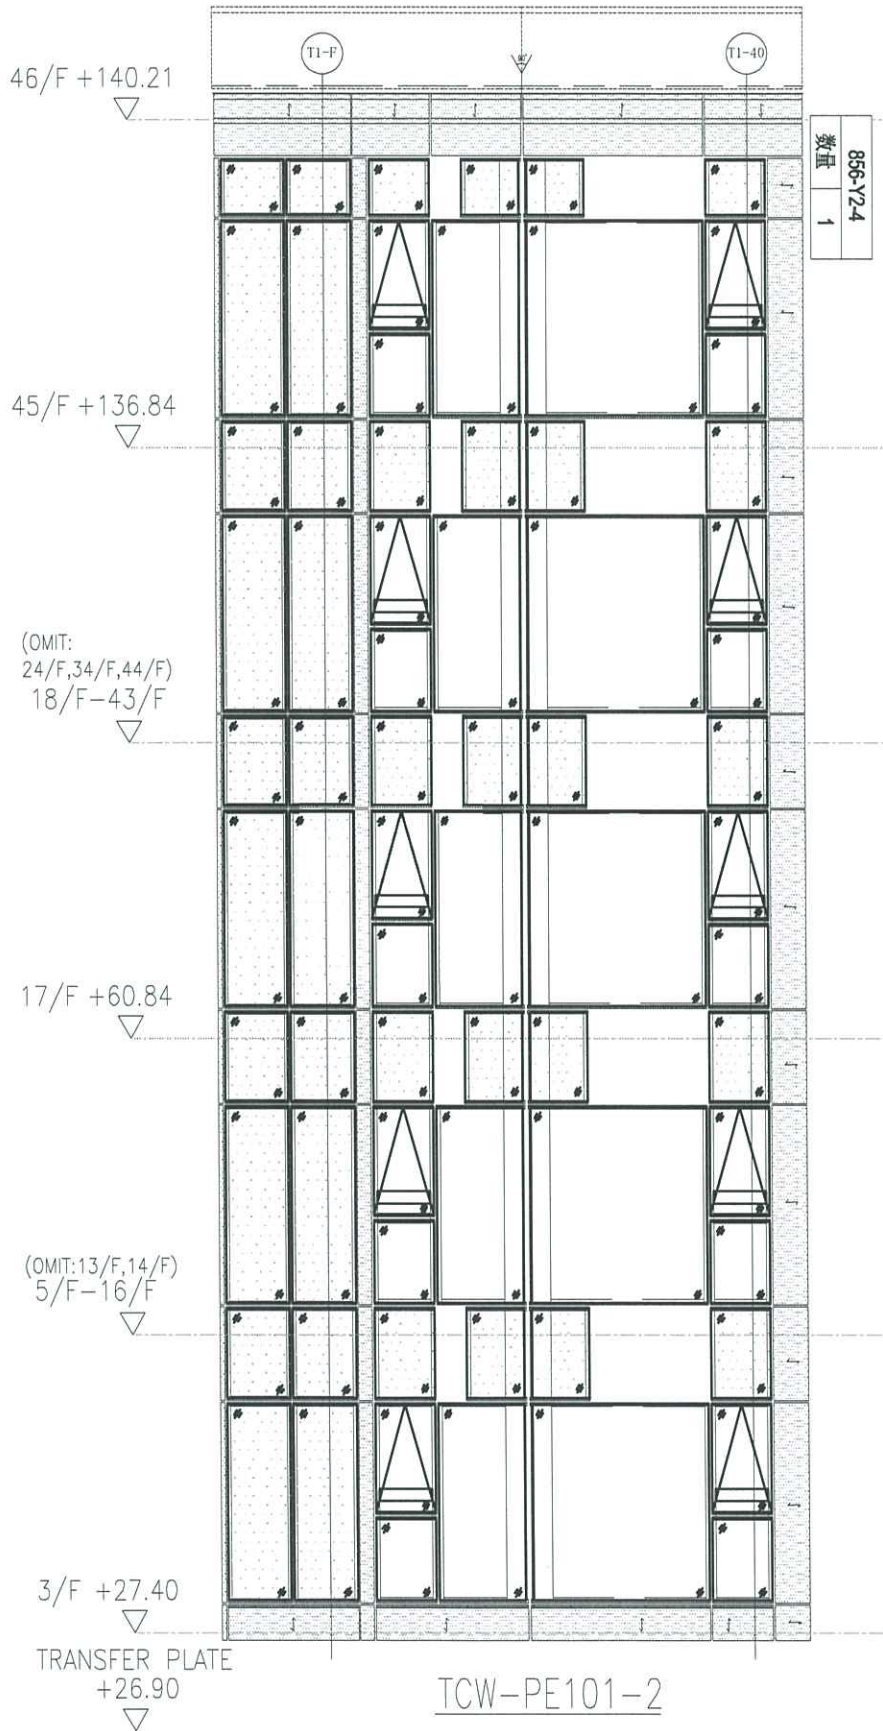 T1-F
90°
T1-40
46/F +140.21
856-Y2-4
数量 1
45/F +136.84
(OMIT:
24/F,34/F,44/F)
18/F-43/F
17/F +60.84
(OMIT:13/F,14/F)
5/F-16/F
3/F +27.40
TRANSFER PLATE
+26.90
TCW-PE101-2